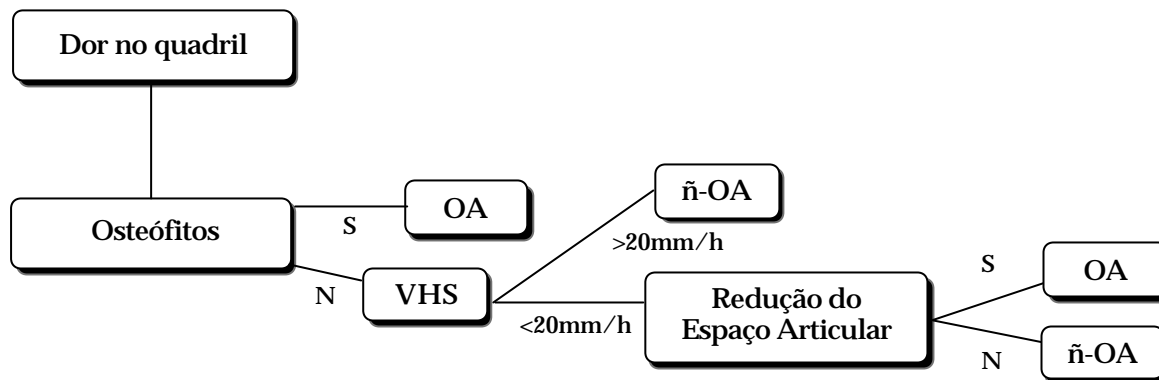 Dor no quadril
Osteófitos
S
OA
N
VHS
ñ-OA
>20mm/h
<20mm/h
Redução do
Espaço Articular
S
OA
N
ñ-OA